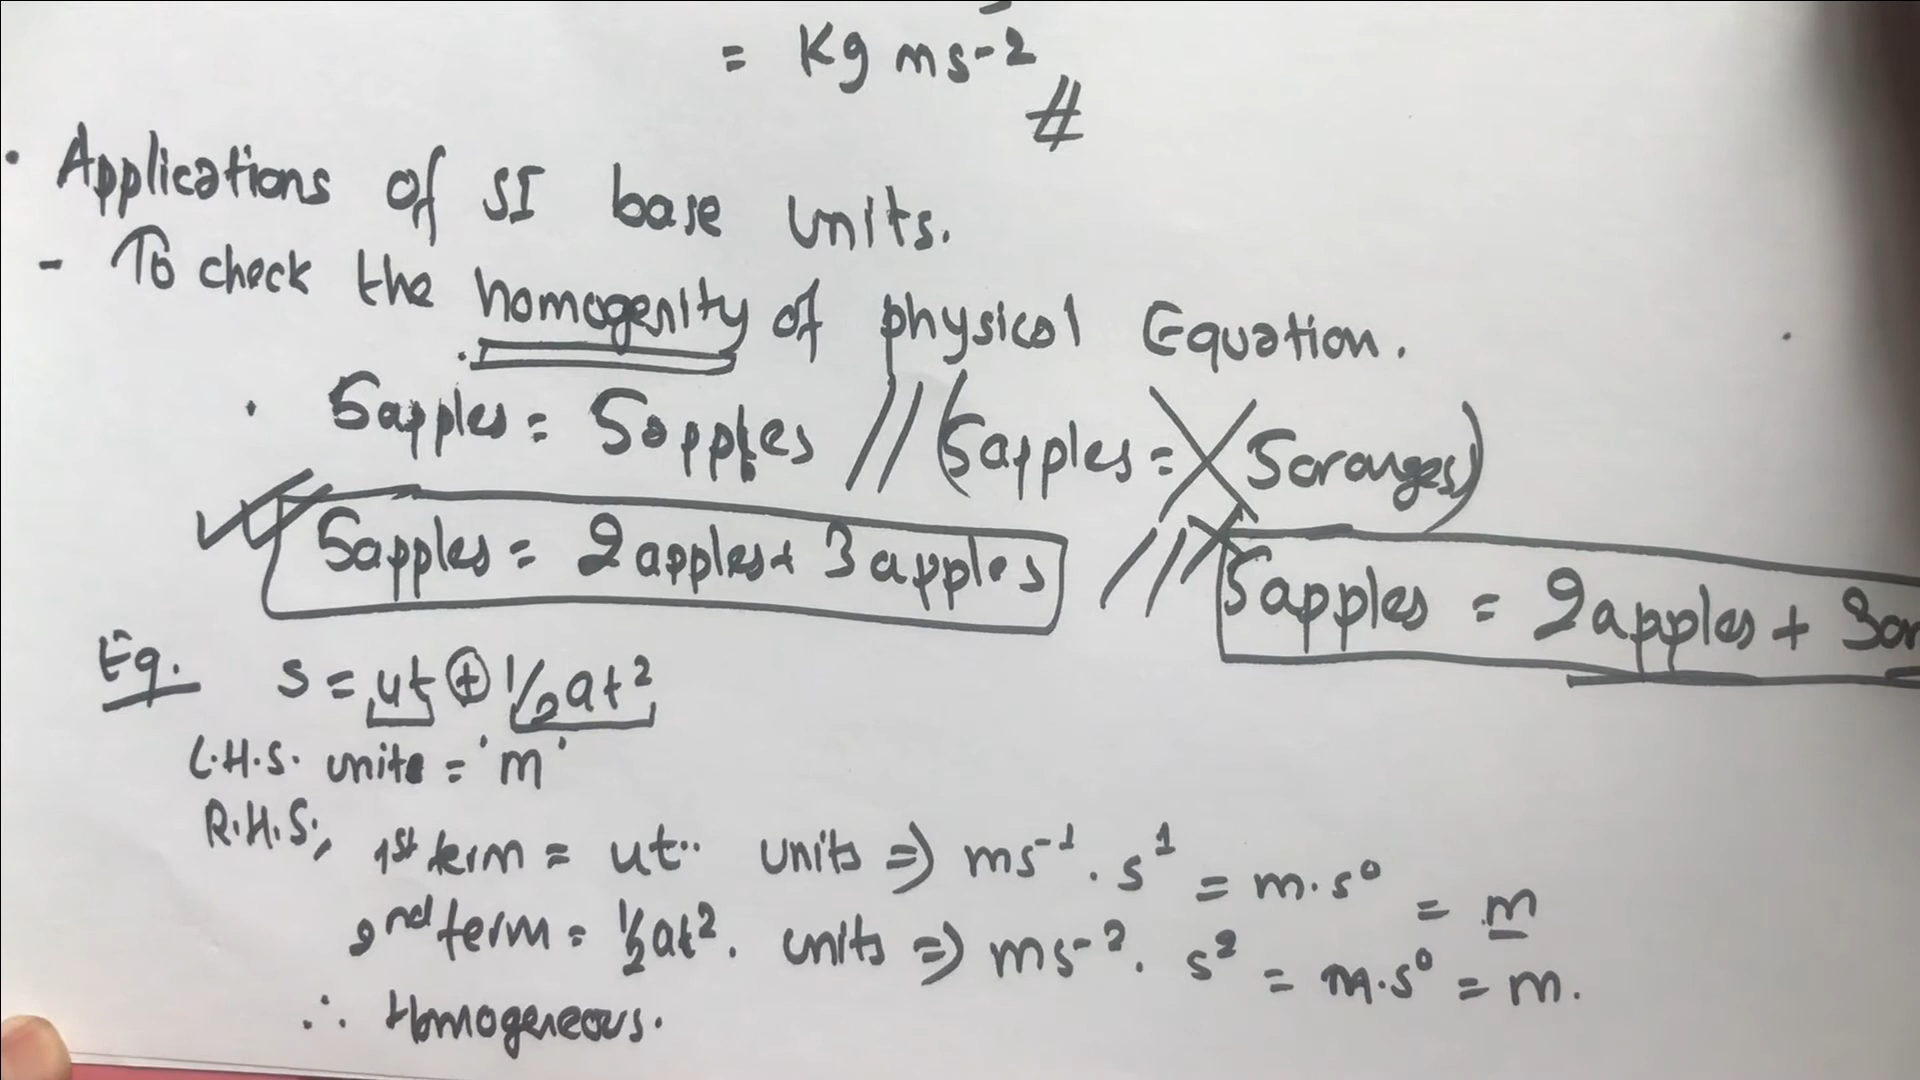 = Kg ms-2
• Applications of SI base units.
- To check the homogenity of physical Equation.
• 5apples = 5apples // (5apples = 5oranges)
5apples = 2apples + 3apples // 5apples = 2apples + 3or
Eg. s = ut + 1/2at²
L.H.S. units = 'm'
R.H.S., 1st term = ut.. units ⇒ ms⁻¹ . s¹ = m.s⁰ = m
2nd term = 1/2at². units ⇒ ms⁻². s² = m.s⁰ = m.
∴ Homogeneous.